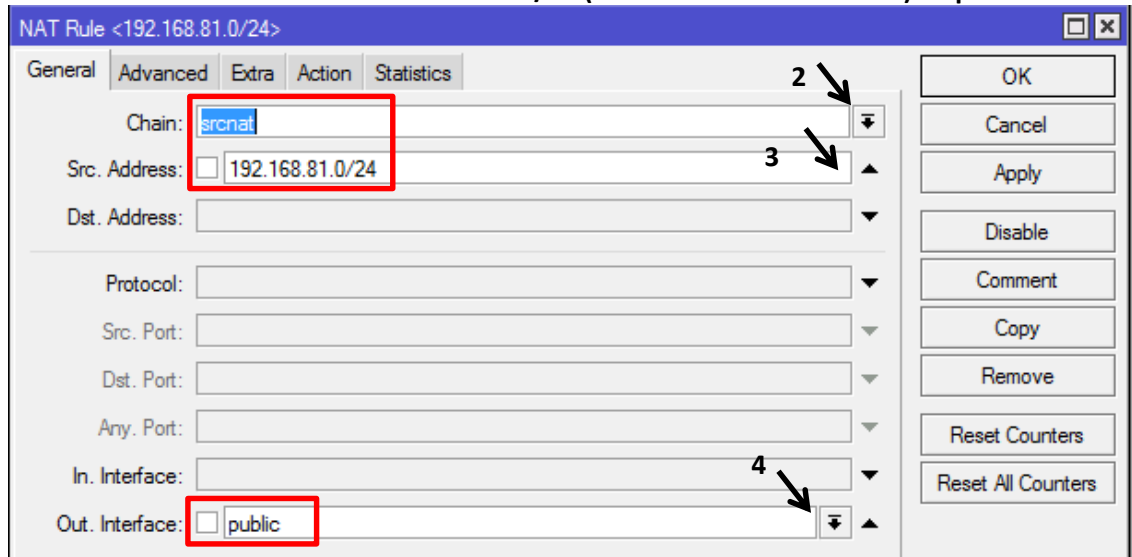 NAT Rule <192.168.81.0/24>
General Advanced Extra Action Statistics
2
OK
Chain: srcnat
Cancel
3
Src. Address: 192.168.81.0/24
Apply
Dst. Address:
Disable
Protocol:
Comment
Src. Port:
Copy
Dst. Port:
Remove
Any. Port:
Reset Counters
4
In. Interface:
Reset All Counters
Out. Interface: public